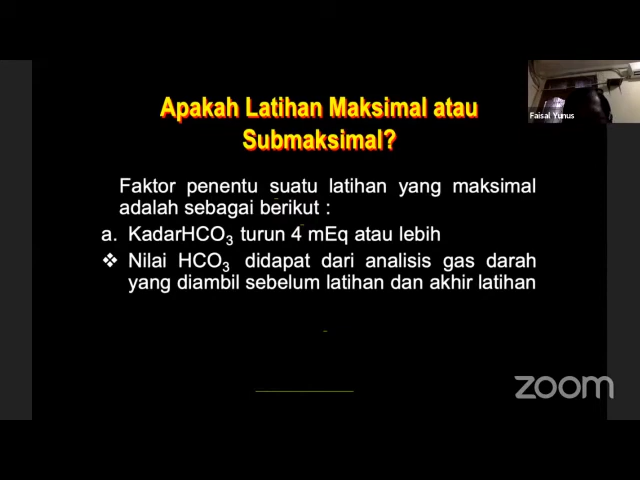 Apakah Latihan Maksimal atau
Submaksimal?
Faisal Yunus
Faktor penentu suatu latihan yang maksimal
adalah sebagai berikut :
a. KadarHCO₃ turun 4 mEq atau lebih
❖ Nilai HCO₃ didapat dari analisis gas darah
yang diambil sebelum latihan dan akhir latihan
zoom